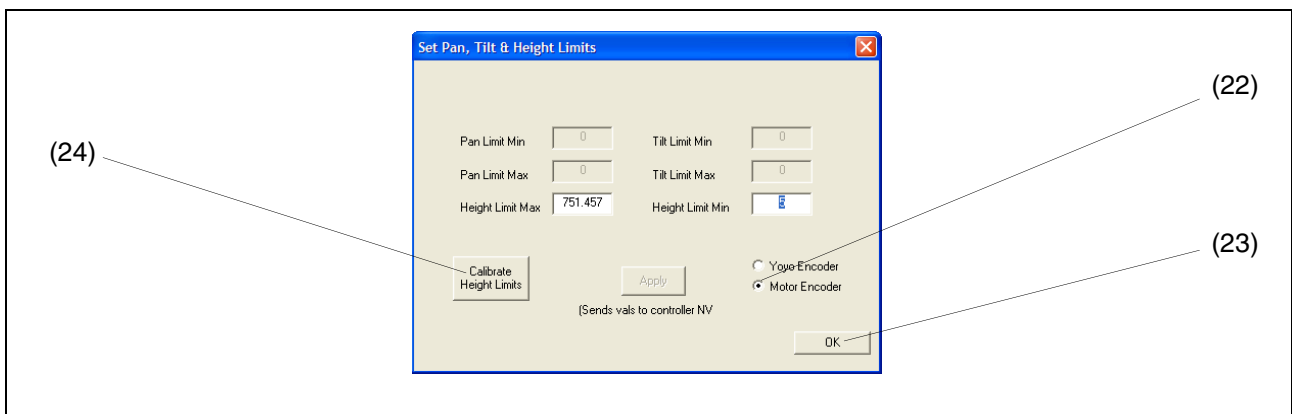 Set Pan, Tilt & Height Limits
(22)
(24)
Pan Limit Min 0 Tilt Limit Min 0
Pan Limit Max 0 Tilt Limit Max 0
Height Limit Max 751.457 Height Limit Min 5
(23)
Calibrate
Height Limits
Apply
Yoyo Encoder
Motor Encoder
(Sends vals to controller NV
OK